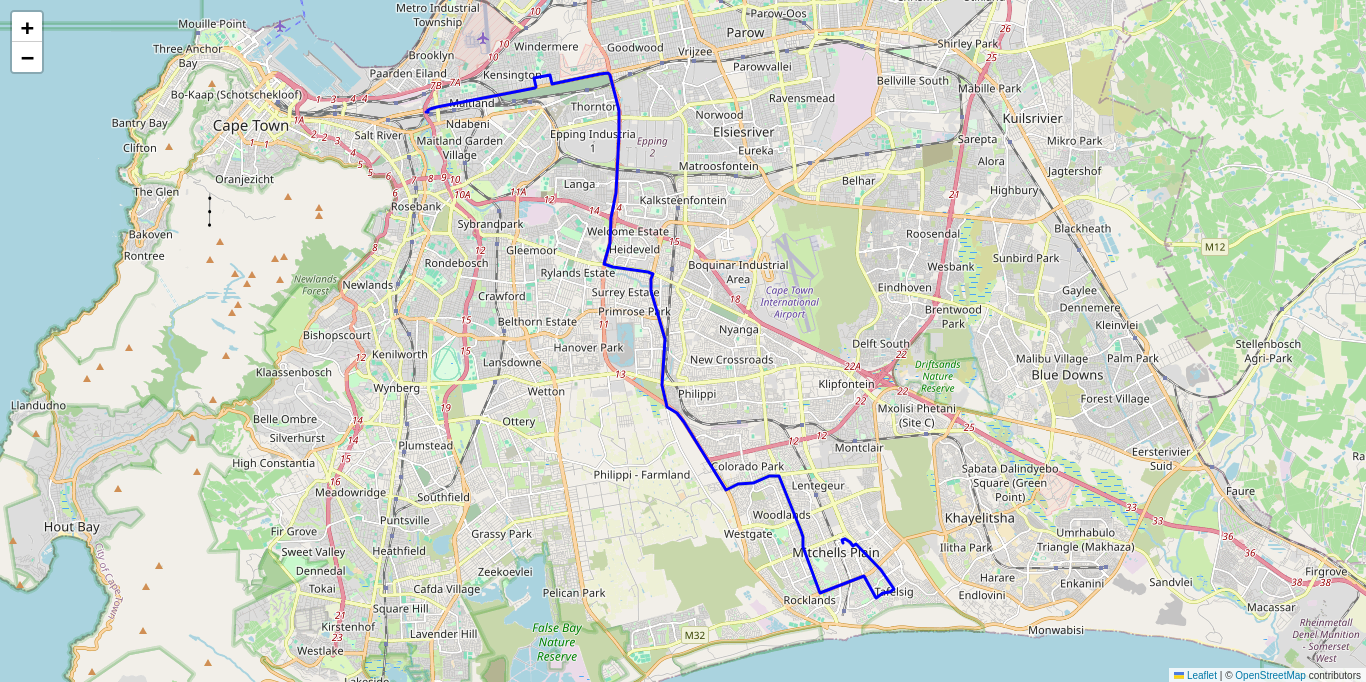 +
−
Metro Industrial
Township
Mouille Point
Parow-Oos
Parow
Windermere
Goodwood
Vrijzee
Shirley Park
Three Anchor
Bay
Brooklyn
Parowvallei
Paarden Eiland
Kensington
Bellville South
Mabille Park
Bo-Kaap (Schotschekloof)
Maitland
Thornton
Ravensmead
Bantry Bay
Cape Town
Ndabeni
Norwood
Kuilsrivier
Salt River
Epping Industria
1
Elsiesriver
Clifton
Maitland Garden
Village
Epping
2
Eureka
Sarepta
Mikro Park
Matroosfontein
Alora
Jagtershof
Oranjezicht
Langa
Belhar
Highbury
The Glen
Kalksteenfontein
Rosebank
Sybrandpark
Welcome Estate
Blackheath
Bakoven
Roosendal
Rontree
Gleemoor
Heideveld
M12
Rondebosch
Rylands Estate
Boquinar Industrial
Area
Wesbank
Sunbird Park
Newlands
Forest
Newlands
Surrey Estate
Cape Town
International
Airport
Eindhoven
Gaylee
Crawford
Primrose Park
Brentwood
Park
Dennemere
Belthorn Estate
Kleinvlei
Bishopscourt
Nyanga
Kenilworth
Hanover Park
Delft South
Stellenbosch
Agri-Park
Lansdowne
New Crossroads
Malibu Village
Palm Park
Klaassenbosch
Driftsands
Nature
Reserve
Blue Downs
Wynberg
Wetton
Philippi
Klipfontein
Forest Village
Llandudno
Mxolisi Phetani
(Site C)
Belle Ombre
Ottery
Silverhurst
Plumstead
Montclair
Eerstervier
Suid
High Constantia
Philippi - Farmland
Colorado Park
Sabata Dalindyebo
Square (Green
Point)
Meadowridge
Southfield
Lentegeur
Faure
Hout Bay
Puntsville
Woodlands
Khayelitsha
Fir Grove
Grassy Park
Westgate
Umrhabulo
Triangle (Makhaza)
Sweet Valley
Heathfield
Mitchells Plain
Ilitha Park
City of Cape Town
Dennedal
Zeekoevlei
Harare
Enkanini
Sandvlei
Firgrove
Tokai
Cafda Village
Pelican Park
Tafelsig
Endlovini
Rocklands
Square Hill
Macassar
Kirstenhof
Lavender Hill
False Bay
Nature
Reserve
M32
Monwabisi
Rheinmetall
Denel Munition
- Somerset
West
Westlake
Lakeside
Leaflet | © OpenStreetMap contributors